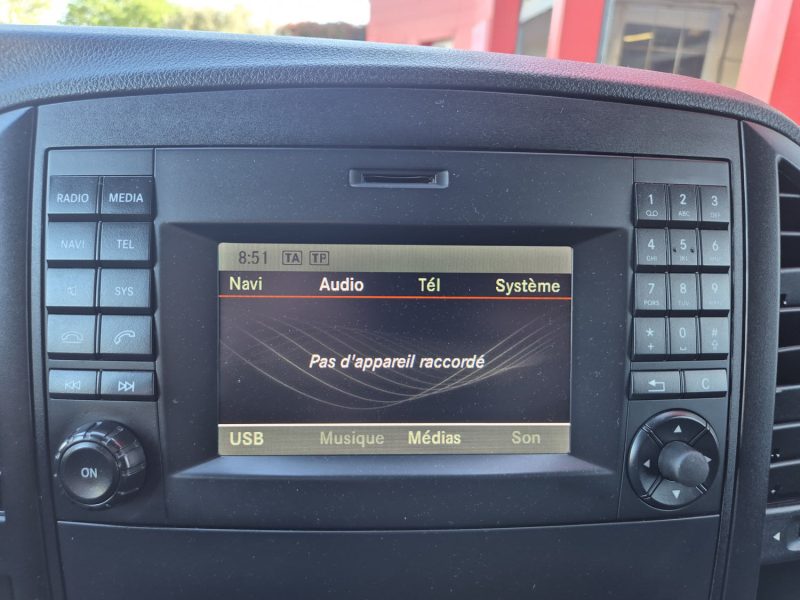 RADIO MEDIA
NAVI TEL
SYS
ON
8:51 TA TP
Navi Audio Tél Système
Pas d'appareil raccordé
USB Musique Médias Son
1 2 ABC 3 DEF
4 GHI 5 JKL 6 MNO
7 PQRS 8 TUV 9 WXYZ
* + 0 #
C